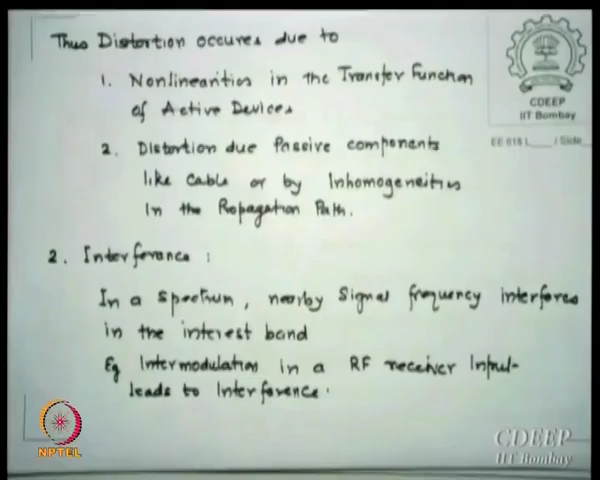 Thus Distortion occures due to
1. Nonlinearities in the Transfer Function
of Active Devices
2. Distortion due Passive components
like Cable or by Inhomogeneities
In the Propagation Path.
2. Interferance :
In a spectrum, nearby Signal frequency interferes
in the interest band
Eg Intermodulation in a RF receiver Input
leads to Interference.
CDEEP
IIT Bombay
EE 618 L / Side
NPTEL
CDEEP
IIT Bombay